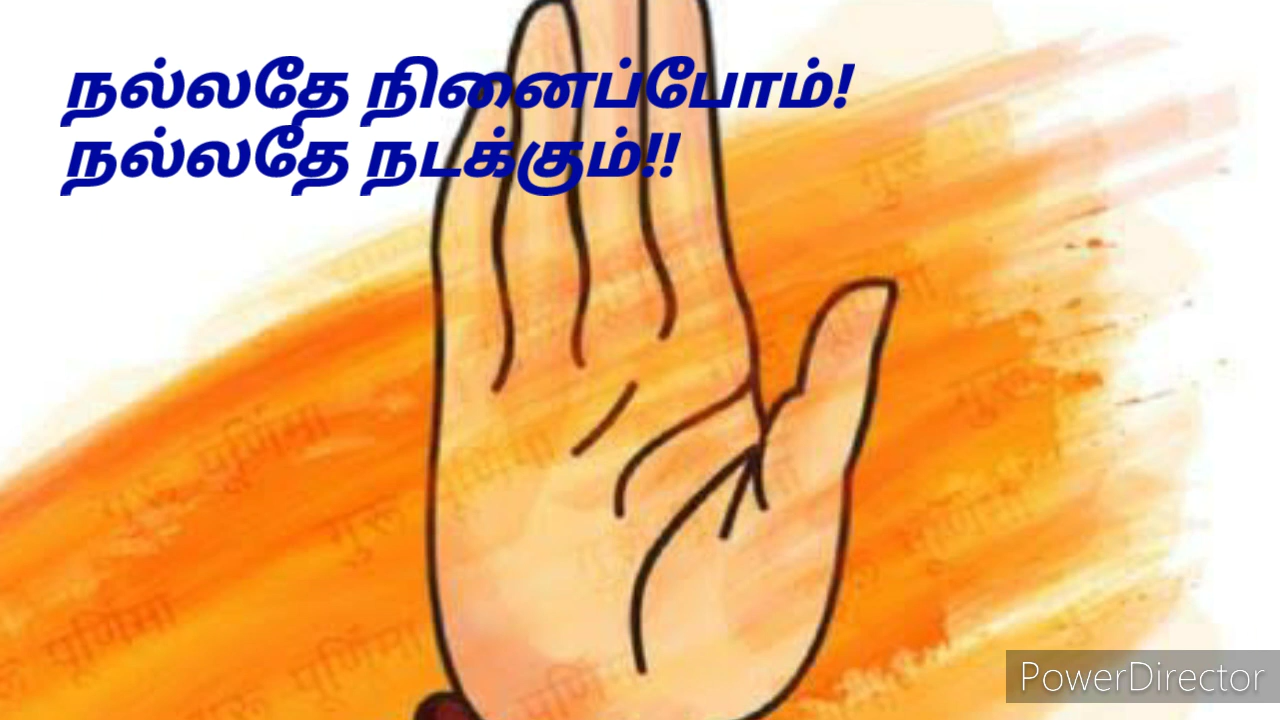 நல்லதே நினைப்போம்!
நல்லதே நடக்கும்!!
गुरू पूर्णिमा
गुरू पूर्णिमा
PowerDirector